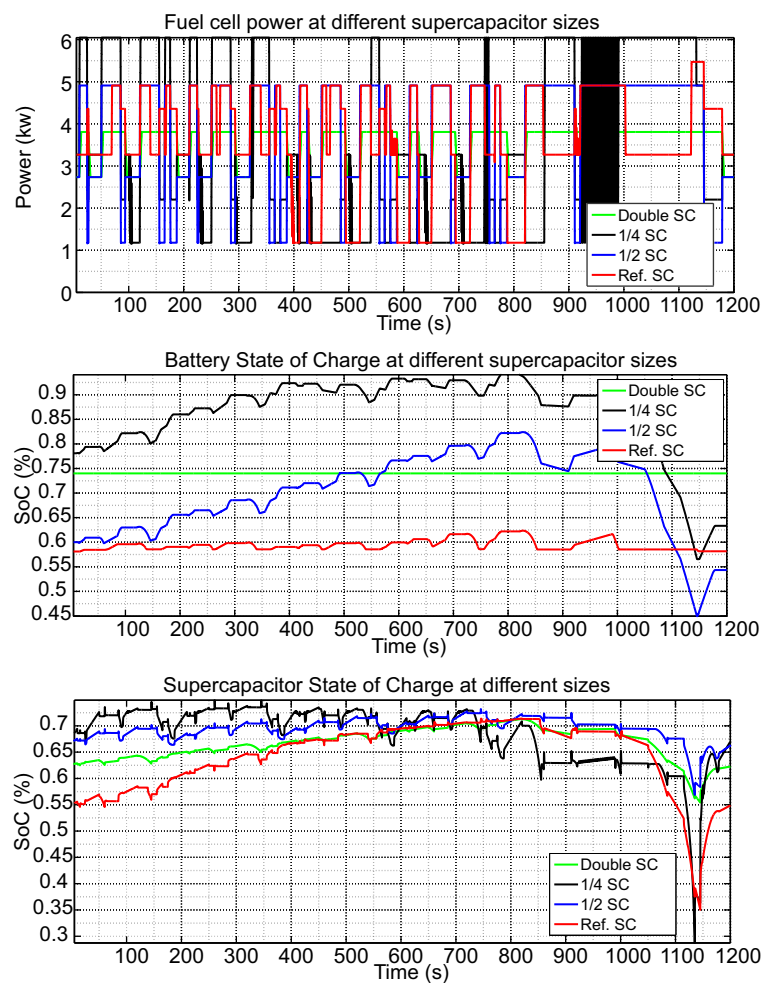 Fuel cell power at different supercapacitor sizes
6
5
4
3
2
1
0
Power (kw)
100 200 300 400 500 600 700 800 900 1000 1100 1200
Time (s)
Double SC
1/4 SC
1/2 SC
Ref. SC
Battery State of Charge at different supercapacitor sizes
0.9
0.85
0.8
0.75
0.7
0.65
0.6
0.55
0.5
0.45
SoC (%)
100 200 300 400 500 600 700 800 900 1000 1100 1200
Time (s)
Double SC
1/4 SC
1/2 SC
Ref. SC
Supercapacitor State of Charge at different sizes
0.7
0.65
0.6
0.55
0.5
0.45
0.4
0.35
0.3
SoC (%)
100 200 300 400 500 600 700 800 900 1000 1100 1200
Time (s)
Double SC
1/4 SC
1/2 SC
Ref. SC